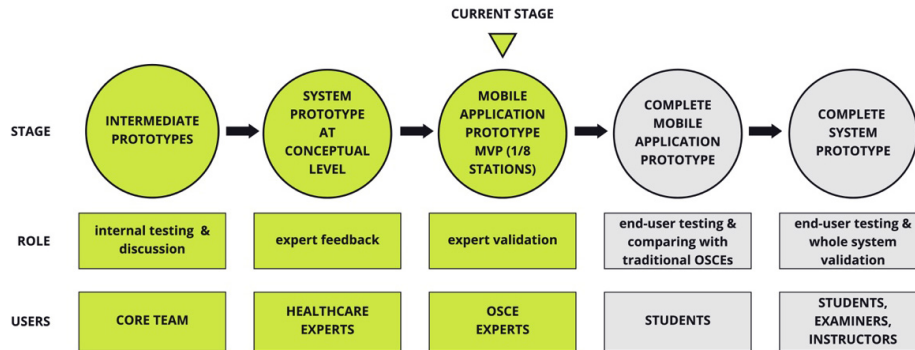 CURRENT STAGE
STAGE
INTERMEDIATE
PROTOTYPES
SYSTEM
PROTOTYPE
AT
CONCEPTUAL
LEVEL
MOBILE
APPLICATION
PROTOTYPE
MVP (1/8
STATIONS)
COMPLETE
MOBILE
APPLICATION
PROTOTYPE
COMPLETE
SYSTEM
PROTOTYPE
ROLE
internal testing &
discussion
expert feedback
expert validation
end-user testing &
comparing with
traditional OSCEs
end-user testing &
whole system
validation
USERS
CORE TEAM
HEALTHCARE
EXPERTS
OSCE
EXPERTS
STUDENTS
STUDENTS,
EXAMINERS,
INSTRUCTORS